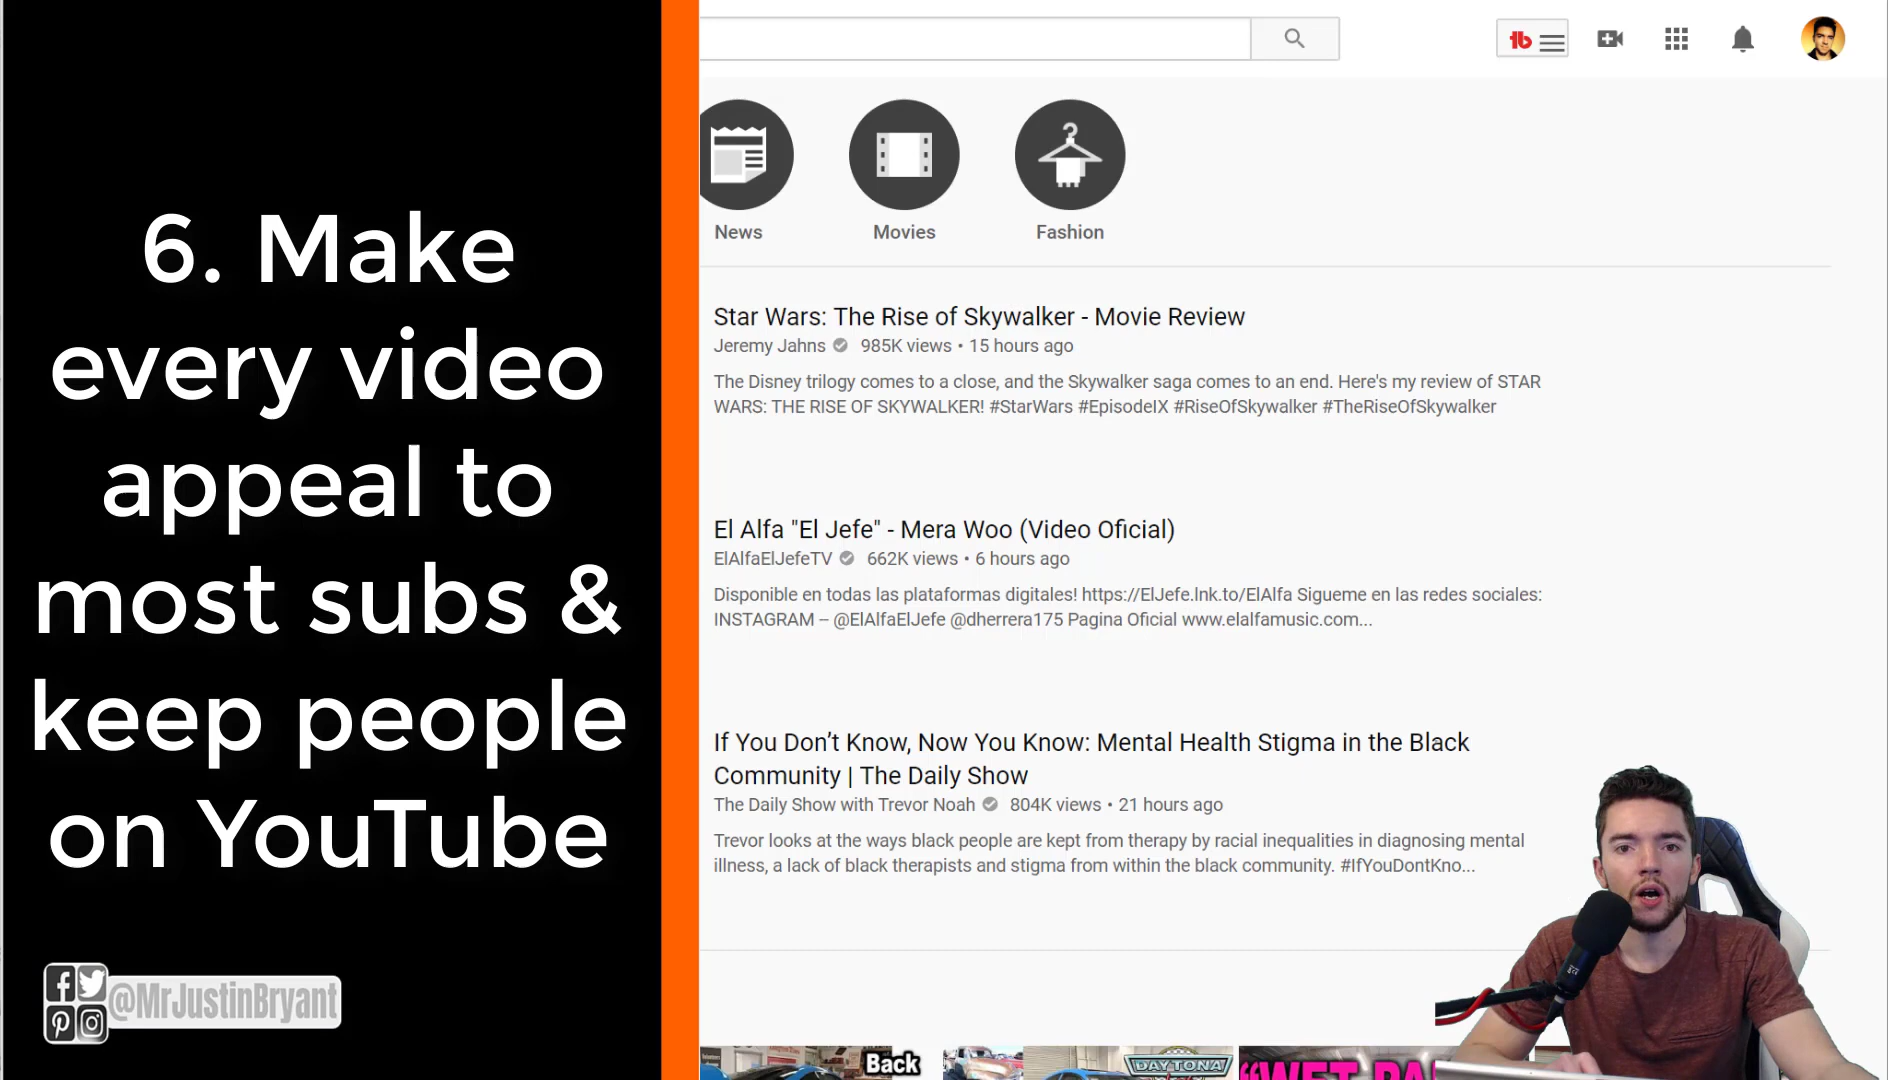 6. Make
every video
appeal to
most subs &
keep people
on YouTube
@MrJustinBryant
tb
News
Movies
Fashion
Star Wars: The Rise of Skywalker - Movie Review
Jeremy Jahns 985K views • 15 hours ago
The Disney trilogy comes to a close, and the Skywalker saga comes to an end. Here's my review of STAR
WARS: THE RISE OF SKYWALKER! #StarWars #EpisodeIX #RiseOfSkywalker #TheRiseOfSkywalker
El Alfa "El Jefe" - Mera Woo (Video Oficial)
ElAlfaElJefeTV 662K views • 6 hours ago
Disponible en todas las plataformas digitales! https://ElJefe.lnk.to/ElAlfa Sigueme en las redes sociales:
INSTAGRAM – @ElAlfaElJefe @dherrera175 Pagina Oficial www.elalfamusic.com...
If You Don’t Know, Now You Know: Mental Health Stigma in the Black
Community | The Daily Show
The Daily Show with Trevor Noah 804K views • 21 hours ago
Trevor looks at the ways black people are kept from therapy by racial inequalities in diagnosing mental
illness, a lack of black therapists and stigma from within the black community. #IfYouDontKno...
Back
DAYTONA